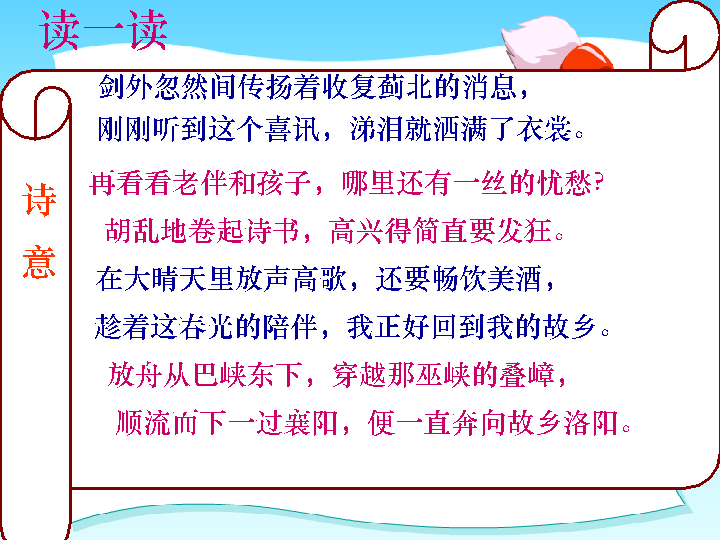 读一读
剑外忽然间传扬着收复蓟北的消息，
刚刚听到这个喜讯，涕泪就洒满了衣裳。
诗意
再看看老伴和孩子，哪里还有一丝的忧愁?
胡乱地卷起诗书，高兴得简直要发狂。
在大晴天里放声高歌，还要畅饮美酒，
趁着这春光的陪伴，我正好回到我的故乡。
放舟从巴峡东下，穿越那巫峡的叠嶂，
顺流而下一过襄阳，便一直奔向故乡洛阳。